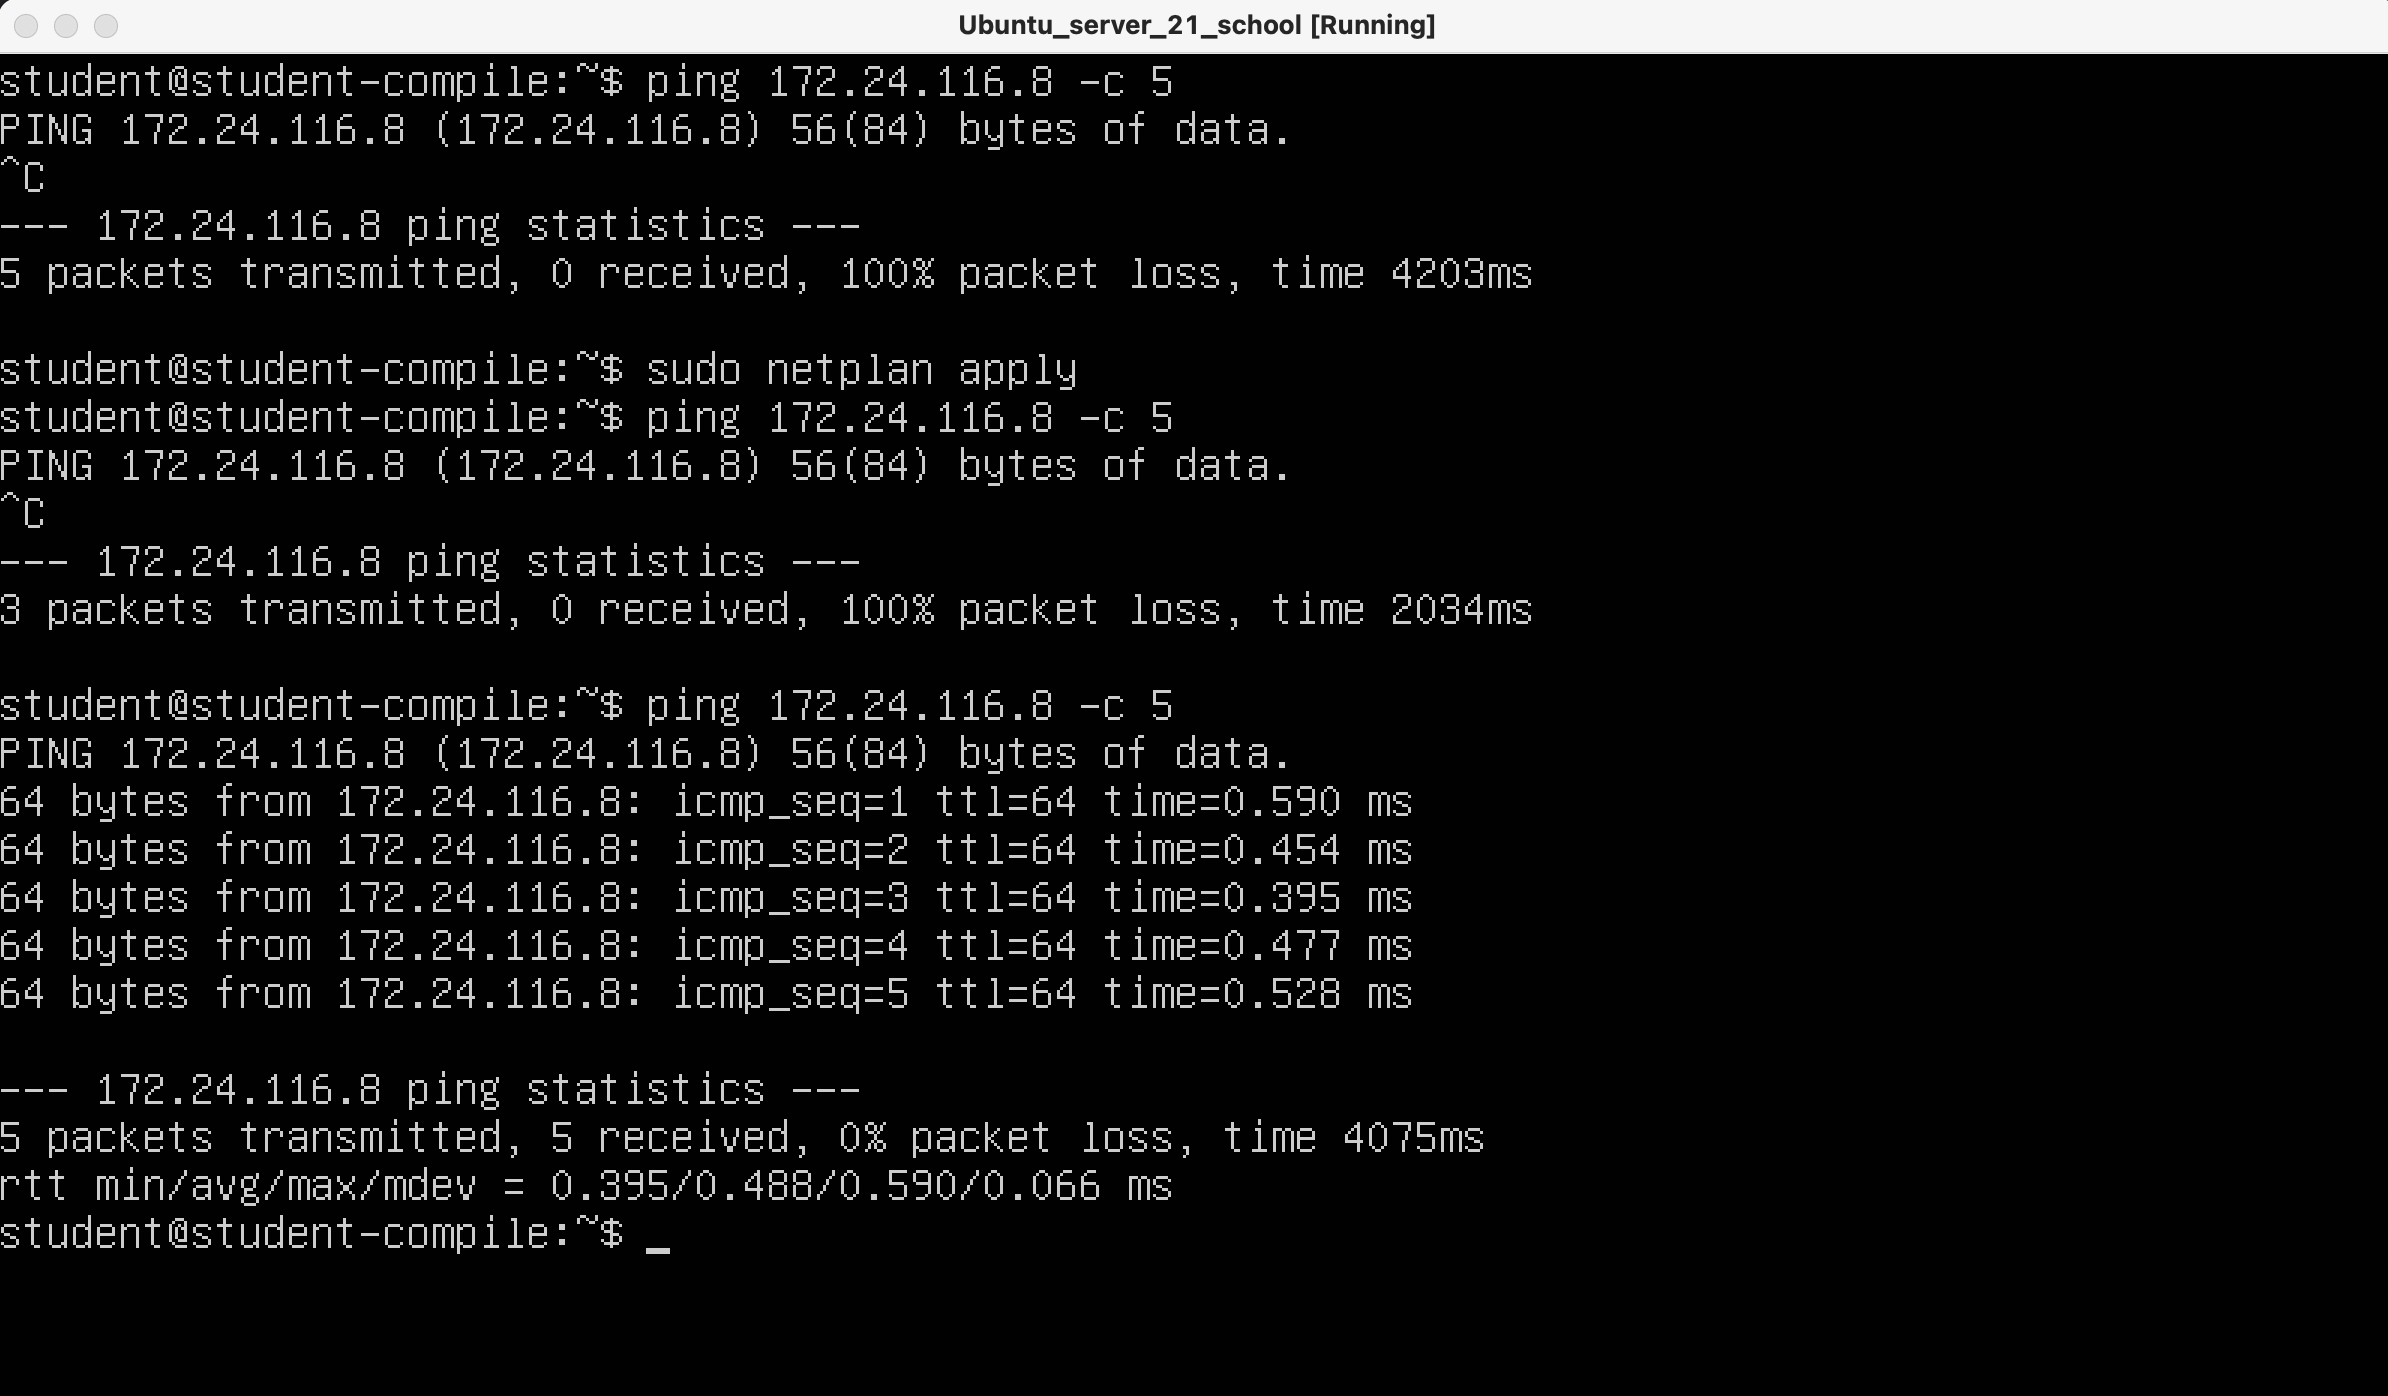 Ubuntu_server_21_school [Running]
student@student-compile:~$ ping 172.24.116.8 -c 5
PING 172.24.116.8 (172.24.116.8) 56(84) bytes of data.
^C
--- 172.24.116.8 ping statistics ---
5 packets transmitted, 0 received, 100% packet loss, time 4203ms

student@student-compile:~$ sudo netplan apply
student@student-compile:~$ ping 172.24.116.8 -c 5
PING 172.24.116.8 (172.24.116.8) 56(84) bytes of data.
^C
--- 172.24.116.8 ping statistics ---
3 packets transmitted, 0 received, 100% packet loss, time 2034ms

student@student-compile:~$ ping 172.24.116.8 -c 5
PING 172.24.116.8 (172.24.116.8) 56(84) bytes of data.
64 bytes from 172.24.116.8: icmp_seq=1 ttl=64 time=0.590 ms
64 bytes from 172.24.116.8: icmp_seq=2 ttl=64 time=0.454 ms
64 bytes from 172.24.116.8: icmp_seq=3 ttl=64 time=0.395 ms
64 bytes from 172.24.116.8: icmp_seq=4 ttl=64 time=0.477 ms
64 bytes from 172.24.116.8: icmp_seq=5 ttl=64 time=0.528 ms

--- 172.24.116.8 ping statistics ---
5 packets transmitted, 5 received, 0% packet loss, time 4075ms
rtt min/avg/max/mdev = 0.395/0.488/0.590/0.066 ms
student@student-compile:~$ _